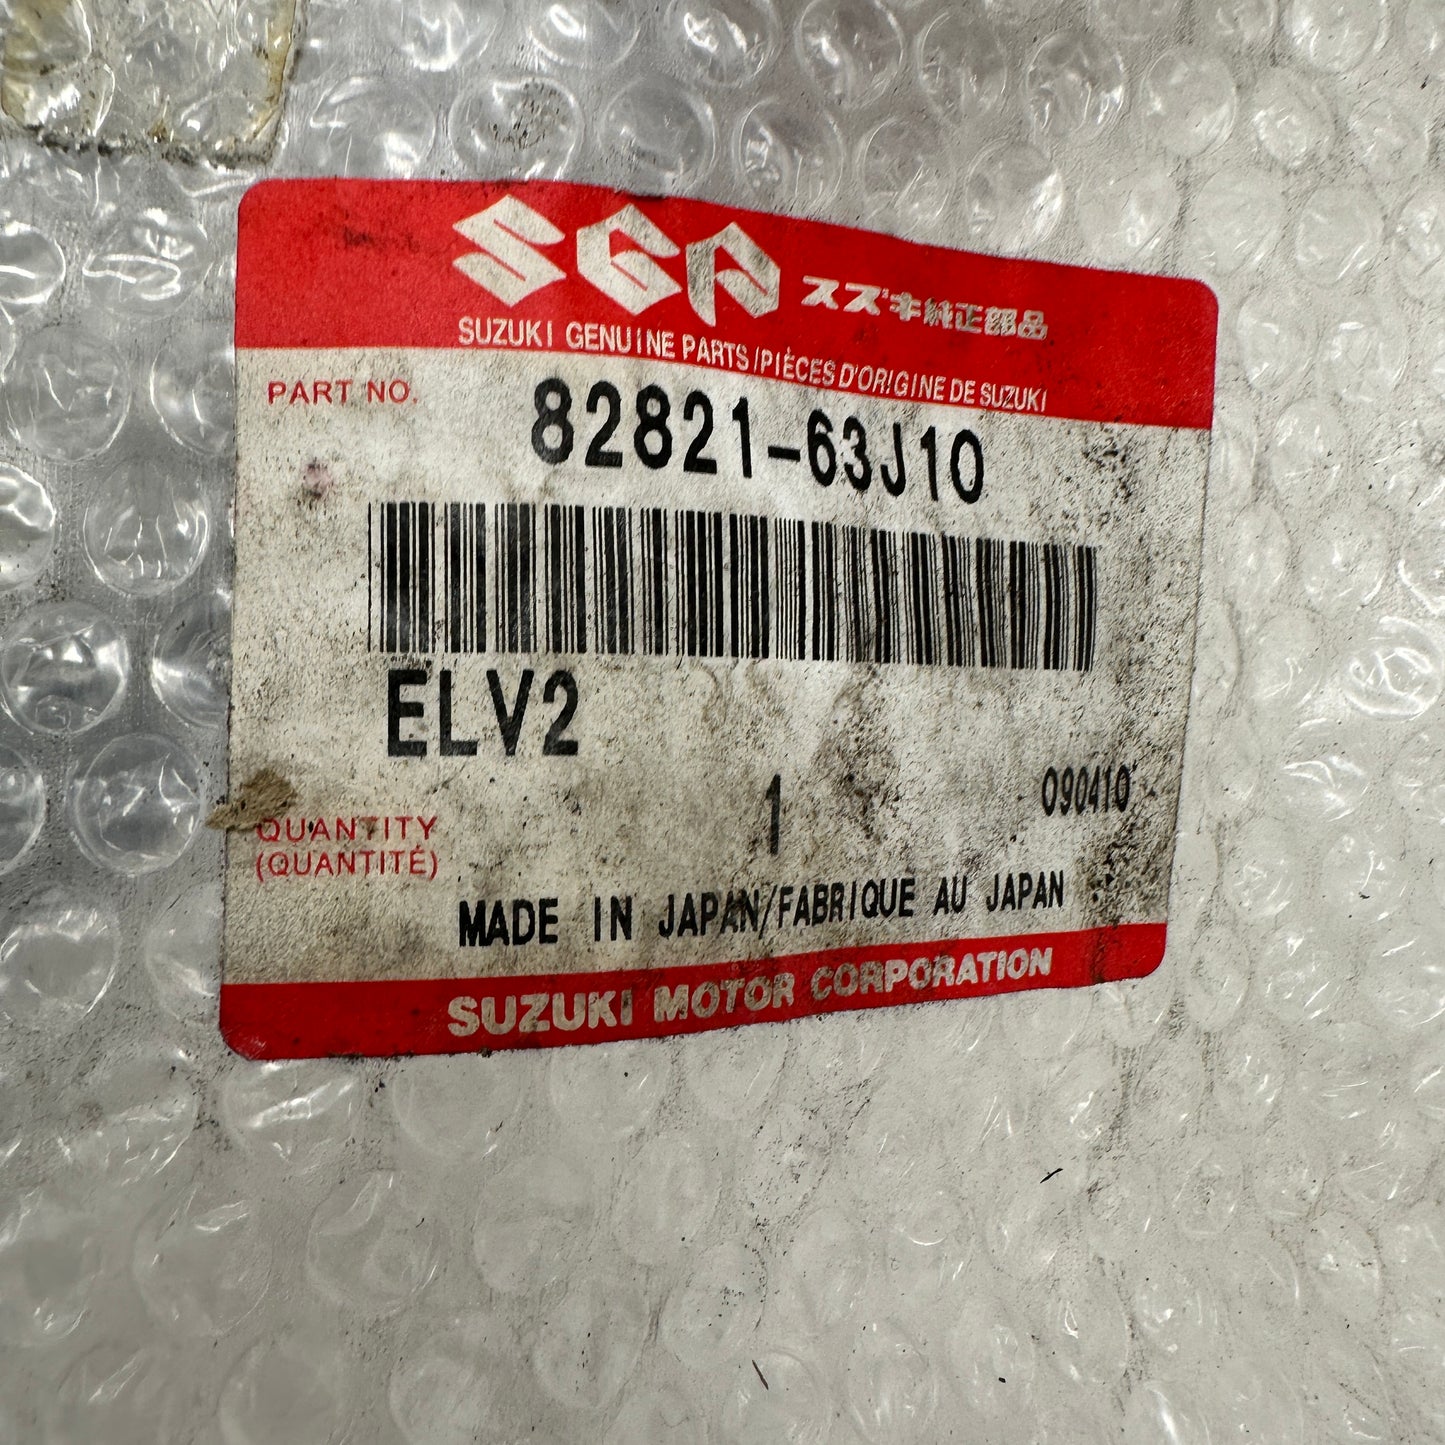 SGP スズキ純正部品
SUZUKI GENUINE PARTS/PIÈCES D'ORIGINE DE SUZUKI
PART NO. 82821-63J10
ELV2
1 090410
QUANTITY
(QUANTITÉ)
MADE IN JAPAN/FABRIQUE AU JAPAN
SUZUKI MOTOR CORPORATION